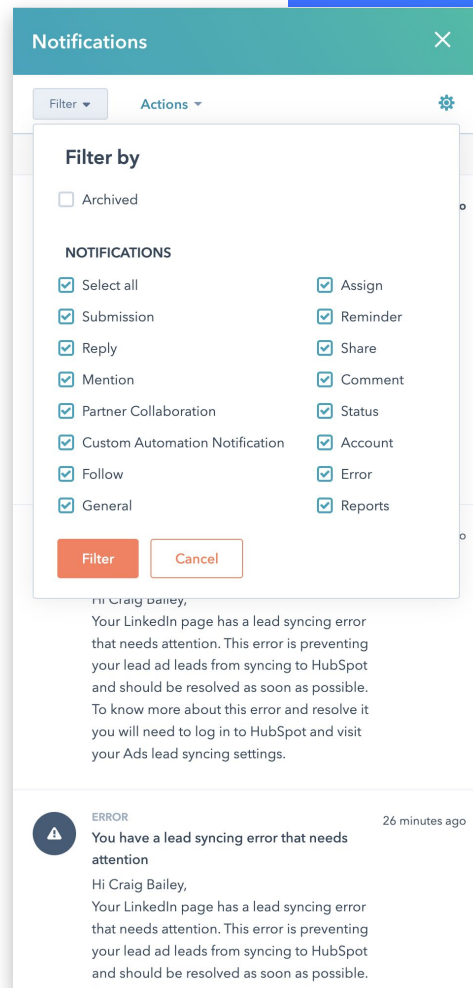 Notifications
Filter
Actions
Filter by
Archived
NOTIFICATIONS
Select all
Assign
Submission
Reminder
Reply
Share
Mention
Comment
Partner Collaboration
Status
Custom Automation Notification
Account
Follow
Error
General
Reports
Filter
Cancel
Hi Craig Bailey,
Your LinkedIn page has a lead syncing error
that needs attention. This error is preventing
your lead ad leads from syncing to HubSpot
and should be resolved as soon as possible.
To know more about this error and resolve it
you will need to log in to HubSpot and visit
your Ads lead syncing settings.
ERROR
26 minutes ago
You have a lead syncing error that needs
attention
Hi Craig Bailey,
Your LinkedIn page has a lead syncing error
that needs attention. This error is preventing
your lead ad leads from syncing to HubSpot
and should be resolved as soon as possible.